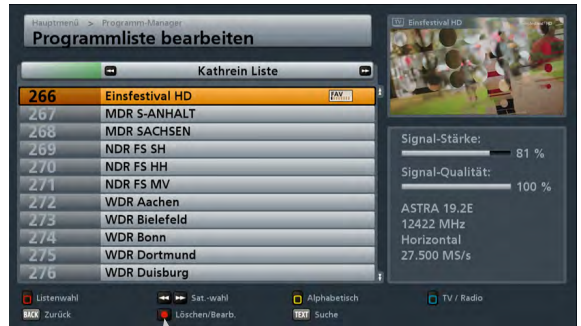 Hauptmenü > Programm-Manager
Programmliste bearbeiten
Kathrein Liste
266 Einsfestival HD FAV
267 MDR S-ANHALT
268 MDR SACHSEN
269 NDR FS SH
270 NDR FS HH
271 NDR FS MV
272 WDR Aachen
273 WDR Bielefeld
274 WDR Bonn
275 WDR Dortmund
276 WDR Duisburg
TV Einsfestival HD
Signal-Stärke:
81 %
Signal-Qualität:
100 %
ASTRA 19.2E
12422 MHz
Horizontal
27.500 MS/s
Listenwahl Sat.-wahl Alphabetisch TV / Radio
BACK Zurück Löschen/Bearb. TEXT Suche